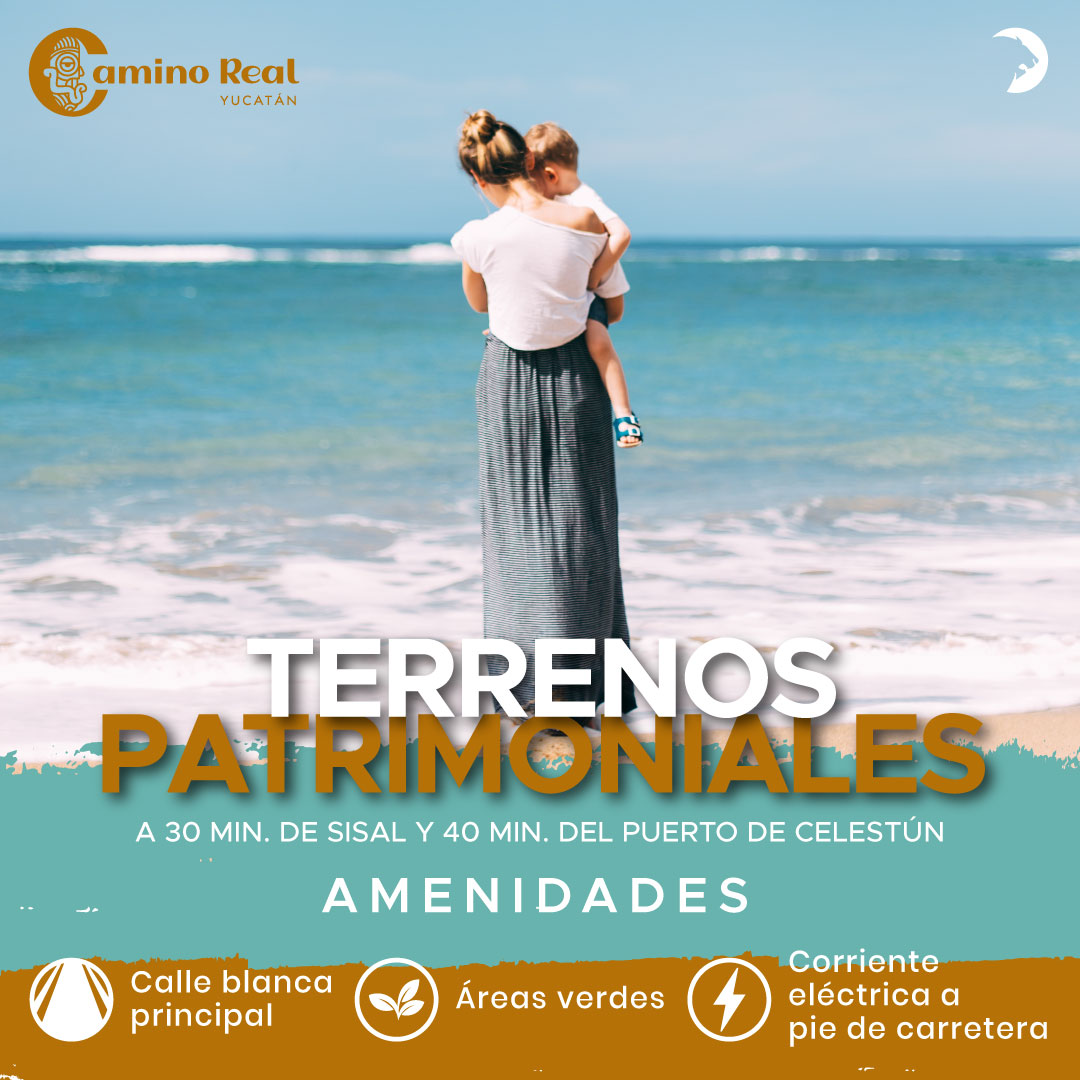 Camino Real
YUCATÁN
TERRENOS
PATRIMONIALES
A 30 MIN. DE SISAL Y 40 MIN. DEL PUERTO DE CELESTÚN
AMENIDADES
Calle blanca
principal
Áreas verdes
Corriente
eléctrica a
pie de carretera